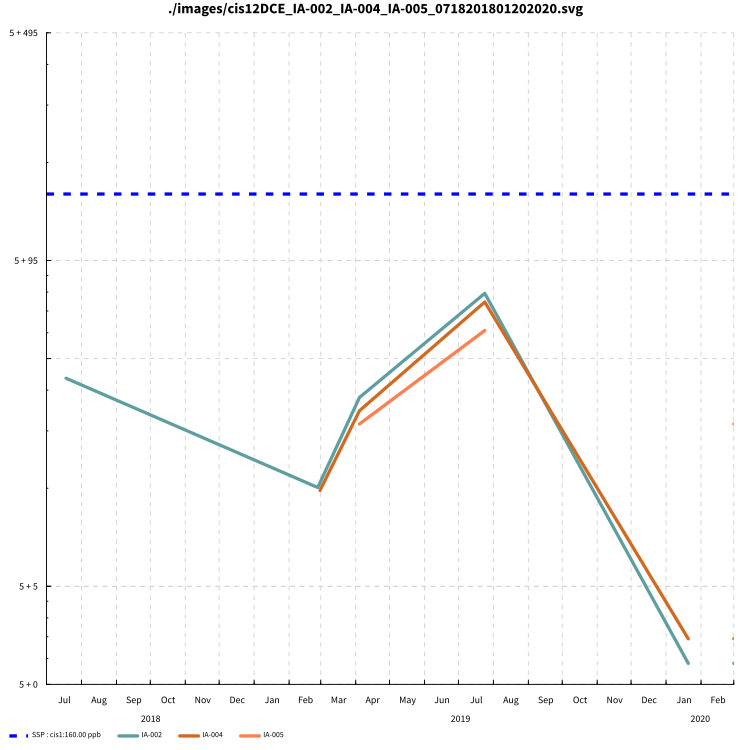 ./images/cis12DCE_IA-002_IA-004_IA-005_0718201801202020.svg
5+495
5+95
5+5
5+0
Jul Aug Sep Oct Nov Dec Jan Feb Mar Apr May Jun Jul Aug Sep Oct Nov Dec Jan Feb
2018 2019 2020
SSP : cis1:160.00 ppb IA-002 IA-004 IA-005